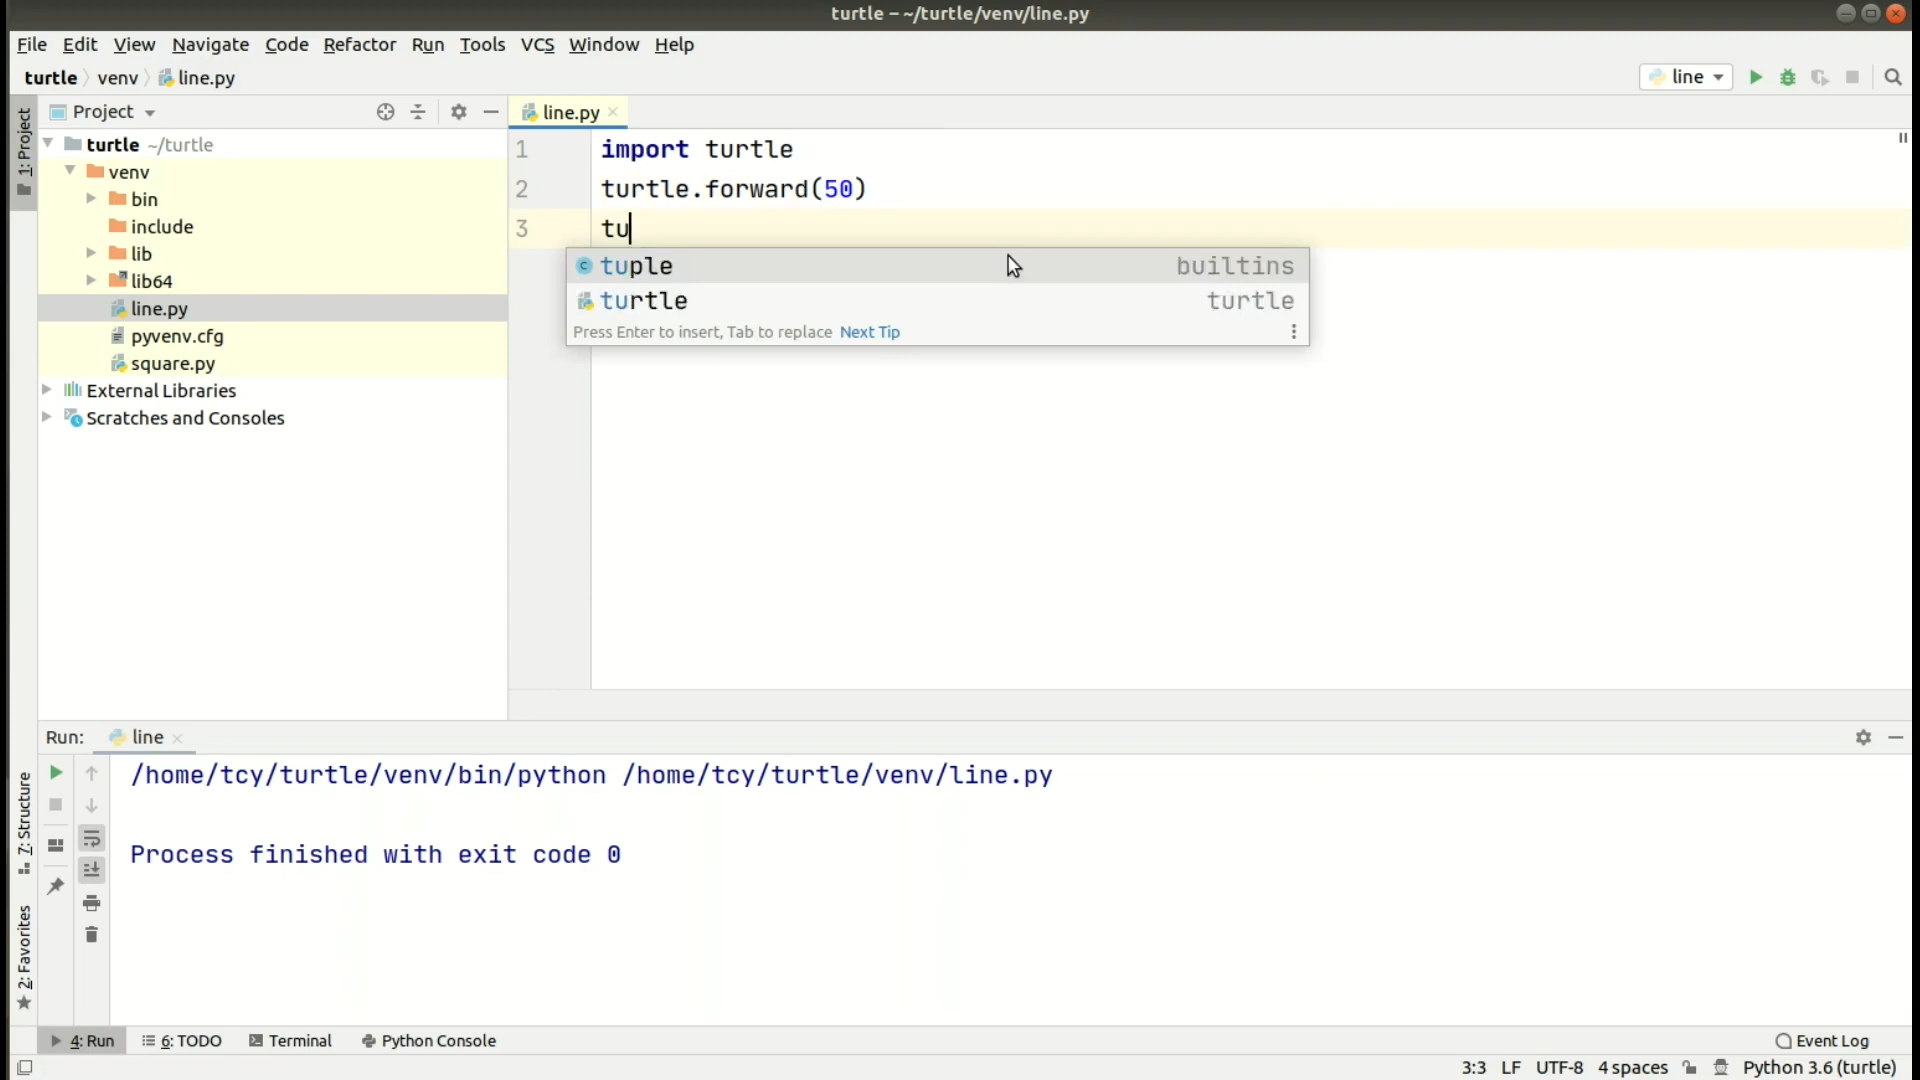 turtle – ~/turtle/venv/line.py
File Edit View Navigate Code Refactor Run Tools VCS Window Help
turtle venv line.py
line
1: Project
Project
line.py
turtle ~/turtle
venv
bin
include
lib
lib64
line.py
pyvenv.cfg
square.py
External Libraries
Scratches and Consoles
1 import turtle
2 turtle.forward(50)
3 tu
tuple builtins
turtle turtle
Press Enter to insert, Tab to replace Next Tip
Run: line
/home/tcy/turtle/venv/bin/python /home/tcy/turtle/venv/line.py
Process finished with exit code 0
7: Structure
2: Favorites
4: Run 6: TODO Terminal Python Console Event Log
3:3 LF UTF-8 4 spaces Python 3.6 (turtle)